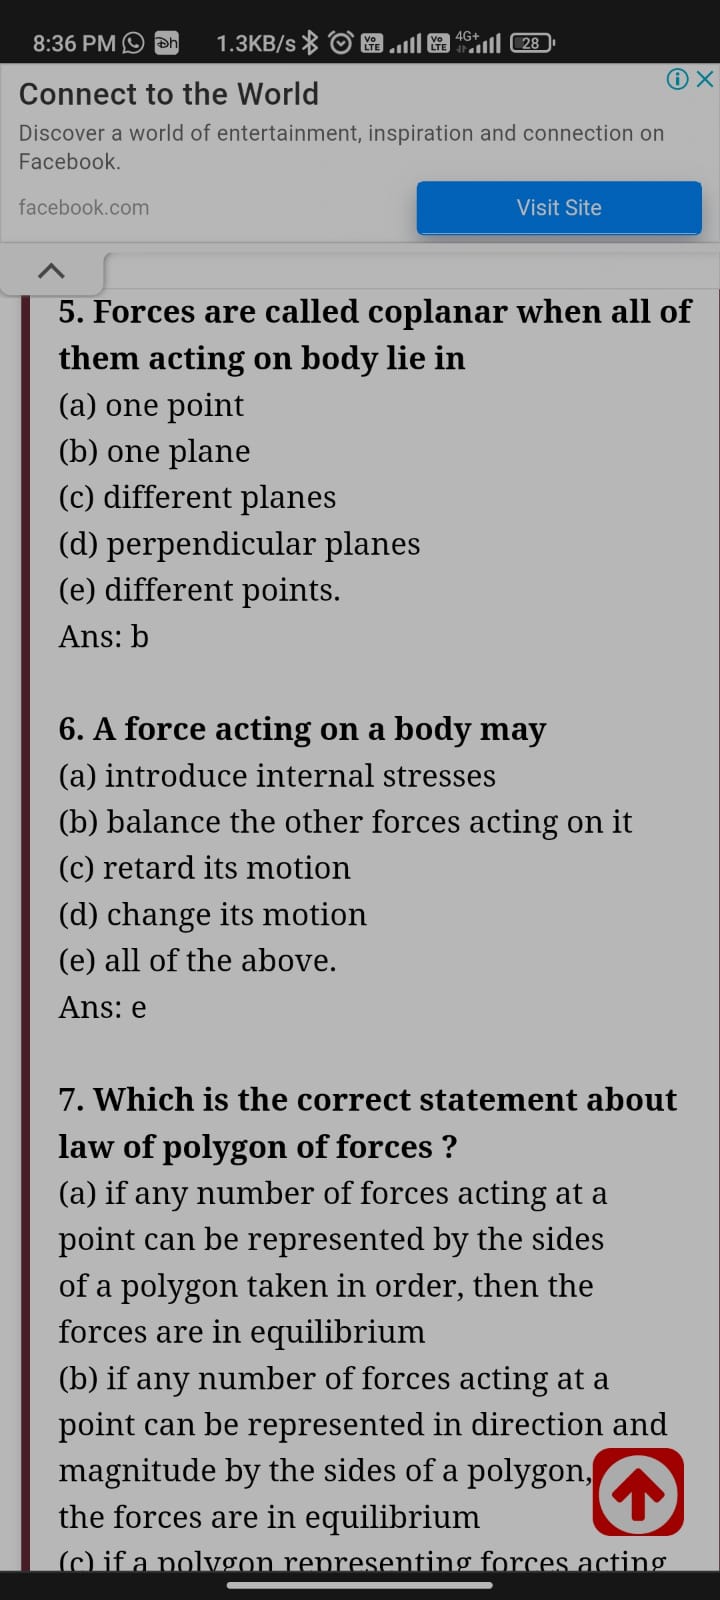 8:36 PM 1.3KB/s Vo LTE Vo LTE 4G+ 28
Connect to the World
Discover a world of entertainment, inspiration and connection on
Facebook.
facebook.com
Visit Site
5. Forces are called coplanar when all of
them acting on body lie in
(a) one point
(b) one plane
(c) different planes
(d) perpendicular planes
(e) different points.
Ans: b
6. A force acting on a body may
(a) introduce internal stresses
(b) balance the other forces acting on it
(c) retard its motion
(d) change its motion
(e) all of the above.
Ans: e
7. Which is the correct statement about
law of polygon of forces ?
(a) if any number of forces acting at a
point can be represented by the sides
of a polygon taken in order, then the
forces are in equilibrium
(b) if any number of forces acting at a
point can be represented in direction and
magnitude by the sides of a polygon,
the forces are in equilibrium
(c) if a polygon representing forces acting